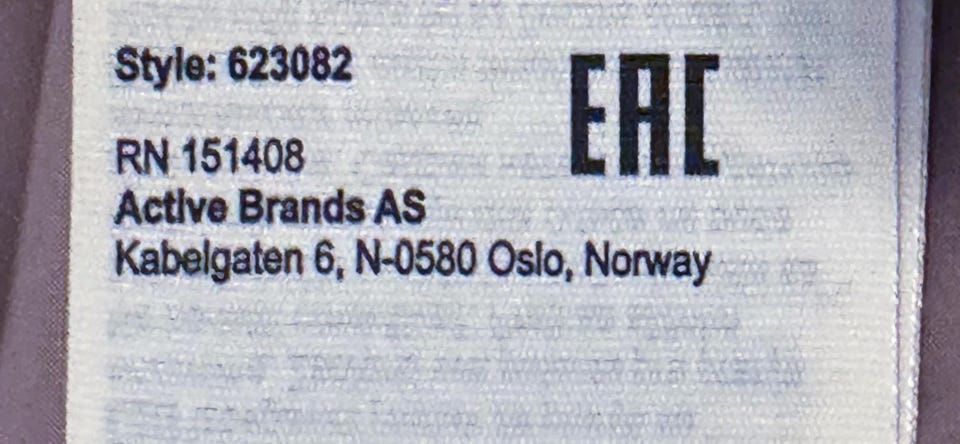 Style: 623082
EAC
RN 151408
Active Brands AS
Kabelgaten 6, N-0580 Oslo, Norway